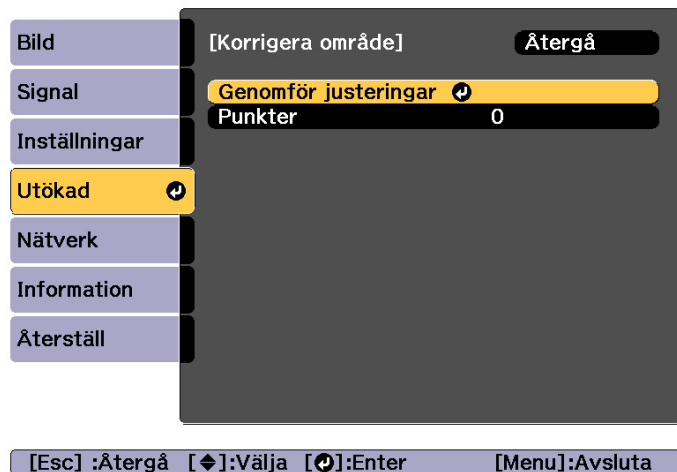 Bild
Signal
Inställningar
Utökad
Nätverk
Information
Återställ
[Korrigera område] Återgå
Genomför justeringar
Punkter 0
[Esc] :Återgå [◆]:Välja [↵]:Enter [Menu]:Avsluta